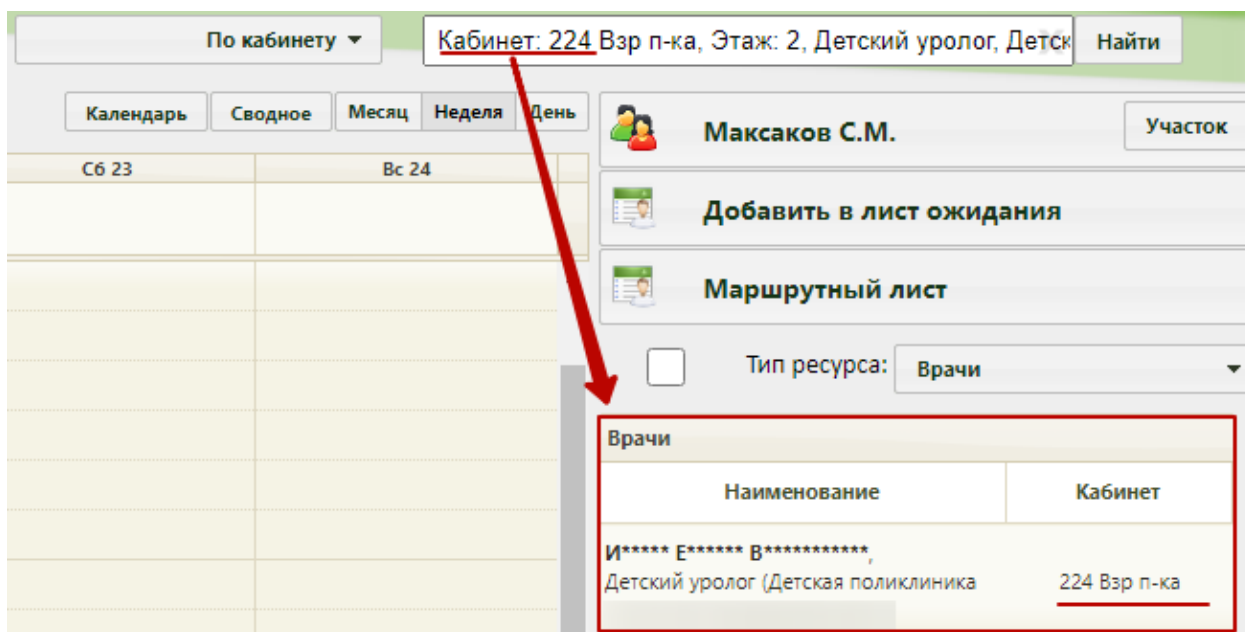 По кабинету
Кабинет: 224 Взр п-ка, Этаж: 2, Детский уролог, Детск
Найти
Календарь
Сводное
Месяц
Неделя
День
Сб 23
Вс 24
Максаков С.М.
Участок
Добавить в лист ожидания
Маршрутный лист
Тип ресурса:
Врачи
Врачи
Наименование
Кабинет
И***** Е****** В***********,
Детский уролог (Детская поликлиника
224 Взр п-ка